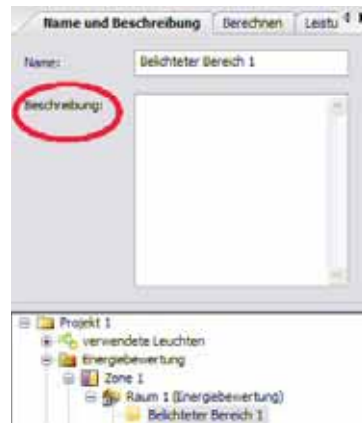 Name und Beschreibung Berechnen Leistu
Name: Belichteter Bereich 1
Beschreibung:
Projekt 1
verwendete Leuchten
Energiebewertung
Zone 1
Raum 1 (Energiebewertung)
Belichteter Bereich 1